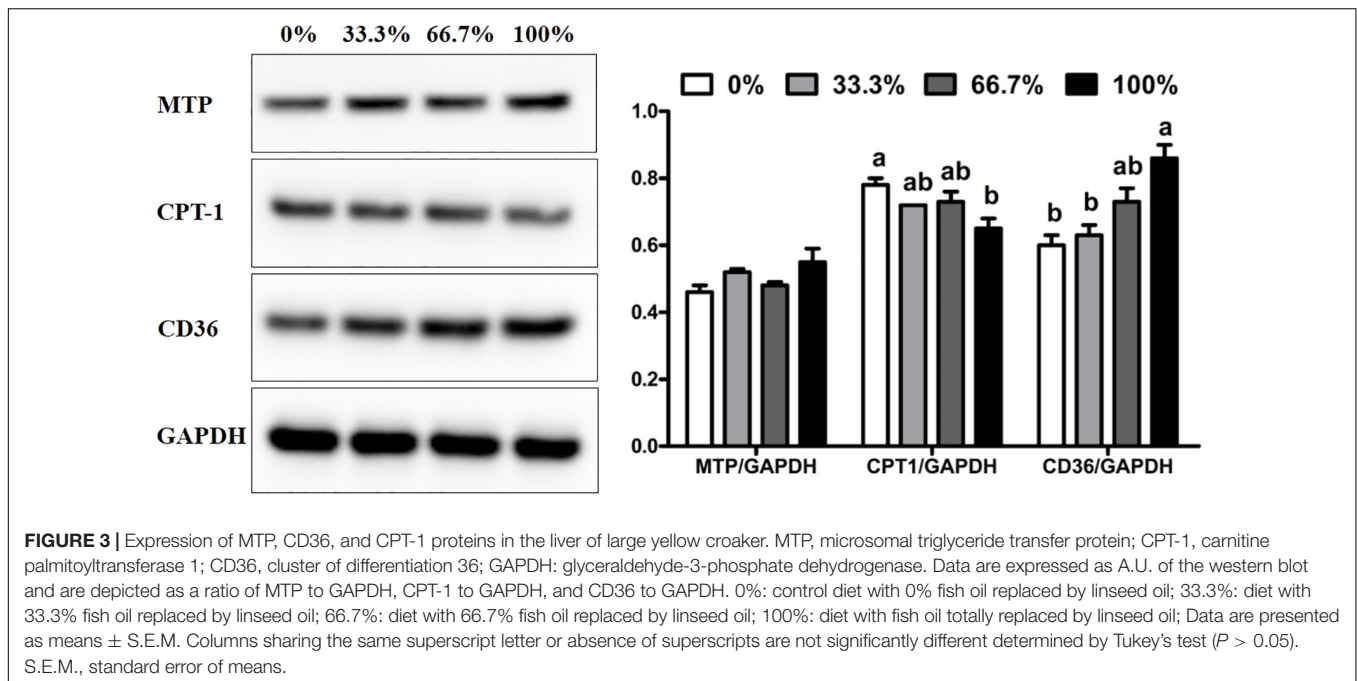 0% 33.3% 66.7% 100%
MTP
CPT-1
CD36
GAPDH
0% 33.3% 66.7% 100%
1.0
0.8
0.6
0.4
0.2
0.0
a ab ab b
b b ab a
MTP/GAPDH CPT1/GAPDH CD36/GAPDH
FIGURE 3 | Expression of MTP, CD36, and CPT-1 proteins in the liver of large yellow croaker. MTP, microsomal triglyceride transfer protein; CPT-1, carnitine
palmitoyltransferase 1; CD36, cluster of differentiation 36; GAPDH: glyceraldehyde-3-phosphate dehydrogenase. Data are expressed as A.U. of the western blot
and are depicted as a ratio of MTP to GAPDH, CPT-1 to GAPDH, and CD36 to GAPDH. 0%: control diet with 0% fish oil replaced by linseed oil; 33.3%: diet with
33.3% fish oil replaced by linseed oil; 66.7%: diet with 66.7% fish oil replaced by linseed oil; 100%: diet with fish oil totally replaced by linseed oil; Data are presented
as means ± S.E.M. Columns sharing the same superscript letter or absence of superscripts are not significantly different determined by Tukey's test (P > 0.05).
S.E.M., standard error of means.